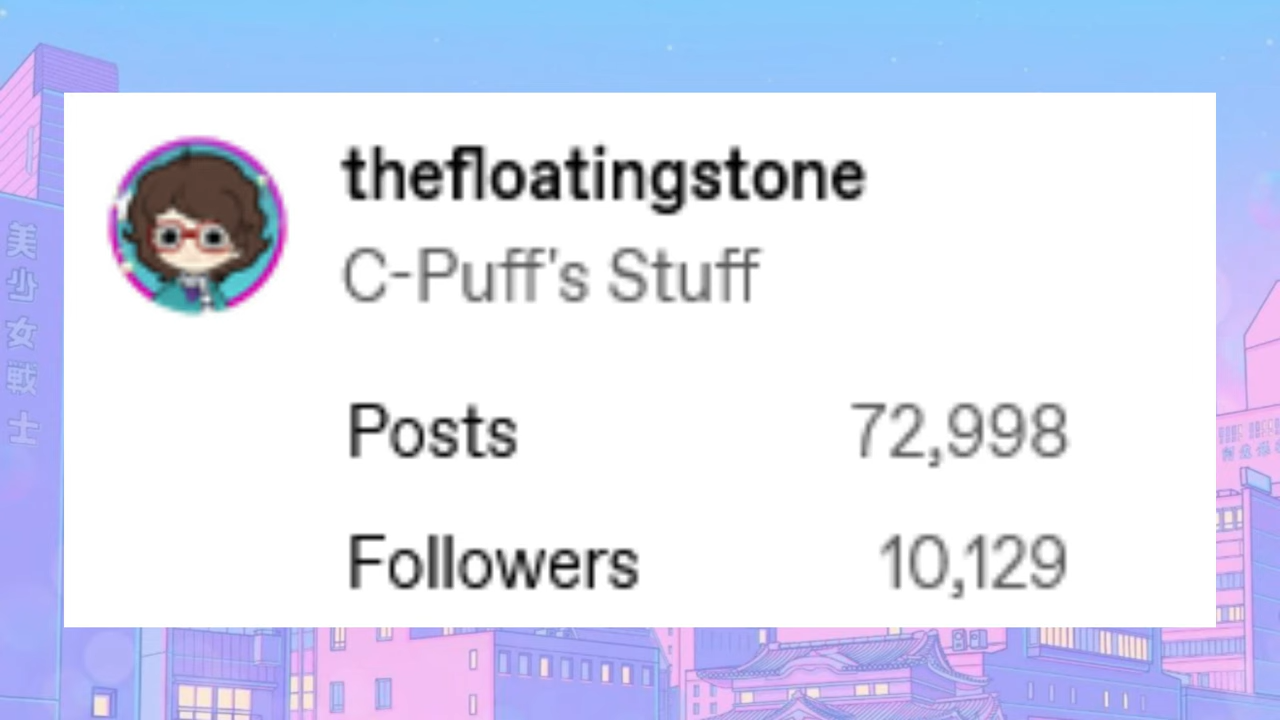 thefloatingstone
C-Puff's Stuff
Posts 72,998
Followers 10,129
美少女戦士